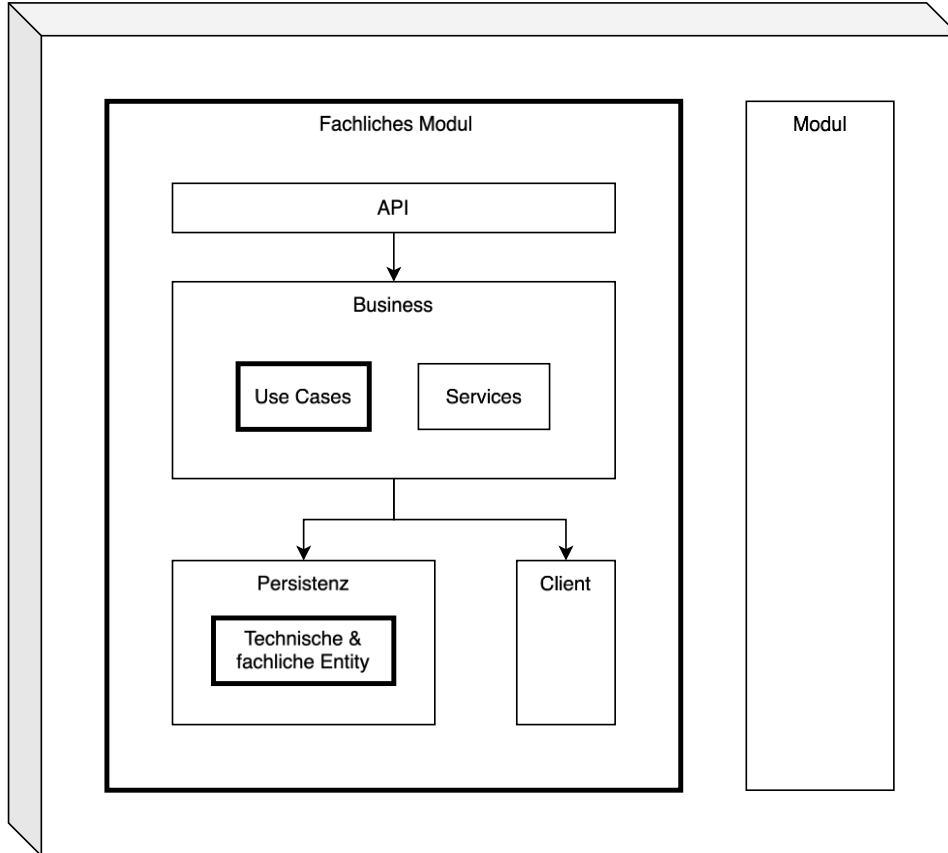 Fachliches Modul
Modul
API
Business
Use Cases
Services
Persistenz
Client
Technische &
fachliche Entity